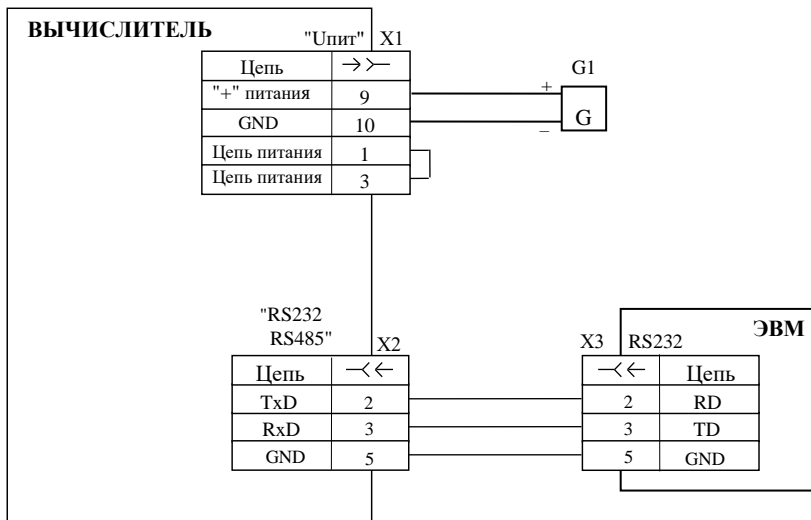 ВЫЧИСЛИТЕЛЬ
"Uпит" X1
Цепь
"+" питания 9
GND 10
Цепь питания 1
Цепь питания 3
G1
+
G
–
"RS232
RS485"
X2
Цепь
TxD 2
RxD 3
GND 5
ЭВМ
X3 RS232
Цепь
2 RD
3 TD
5 GND